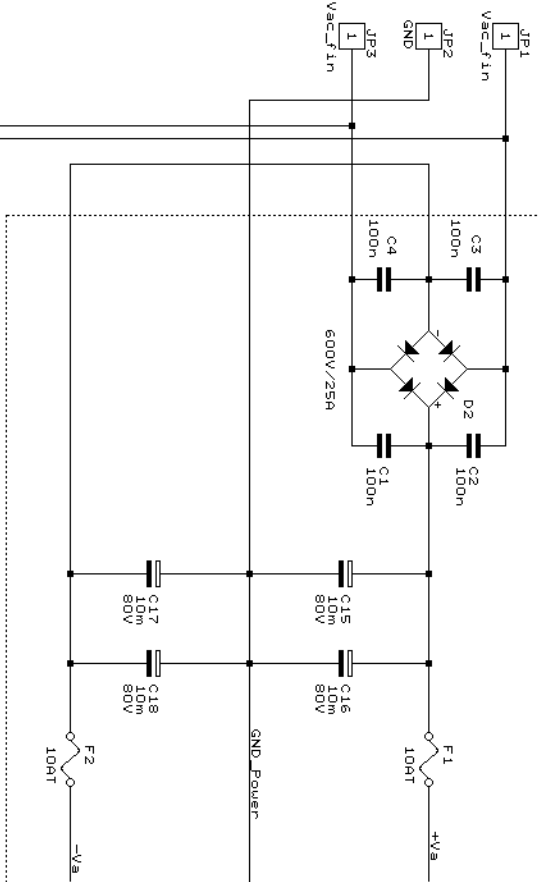 JP3
1
Vac_fin
JP2
1
GND
JP1
1
Vac_fin
C4
100n
C3
100n
600V/25A
-
+
D2
C1
100n
C2
100n
C17
10m
80V
C15
10m
80V
C18
10m
80V
C16
10m
80V
GND_Power
F2
10AT
F1
10AT
-Va
+Va